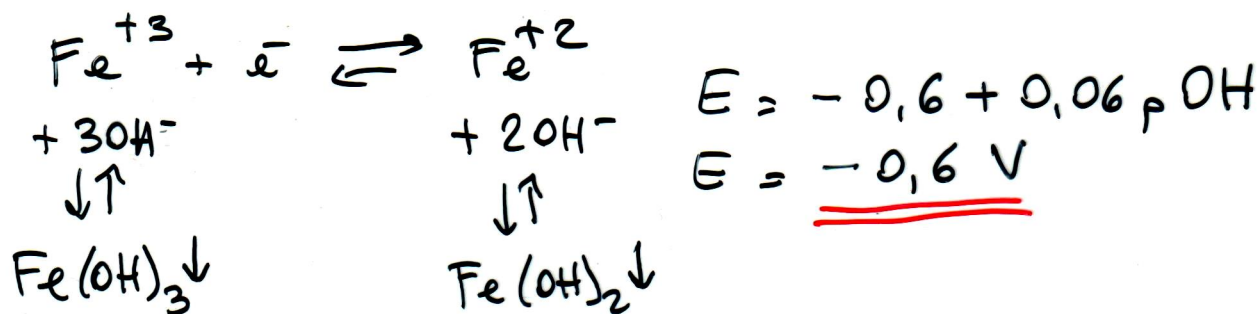 Fe⁺³ + e⁻ ⇌ Fe⁺²
+ 3OH⁻ + 2OH⁻
↓↑ ↓↑
Fe(OH)₃↓ Fe(OH)₂↓
E = - 0,6 + 0,06 pOH
E = - 0,6 V